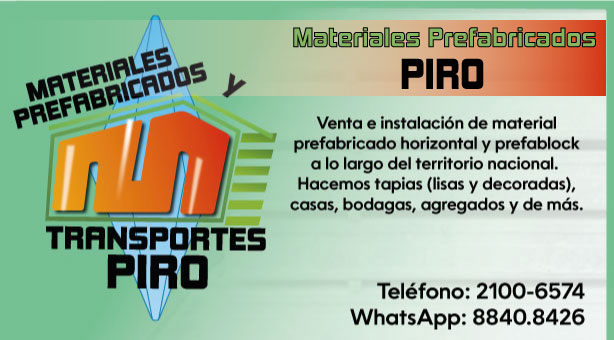 MATERIALES
PREFABRICADOS Y
TRANSPORTES
PIRO
Materiales Prefabricados
PIRO
Venta e instalación de material
prefabricado horizontal y prefablock
a lo largo del territorio nacional.
Hacemos tapias (lisas y decoradas),
casas, bodagas, agregados y de más.
Teléfono: 2100-6574
WhatsApp: 8840.8426